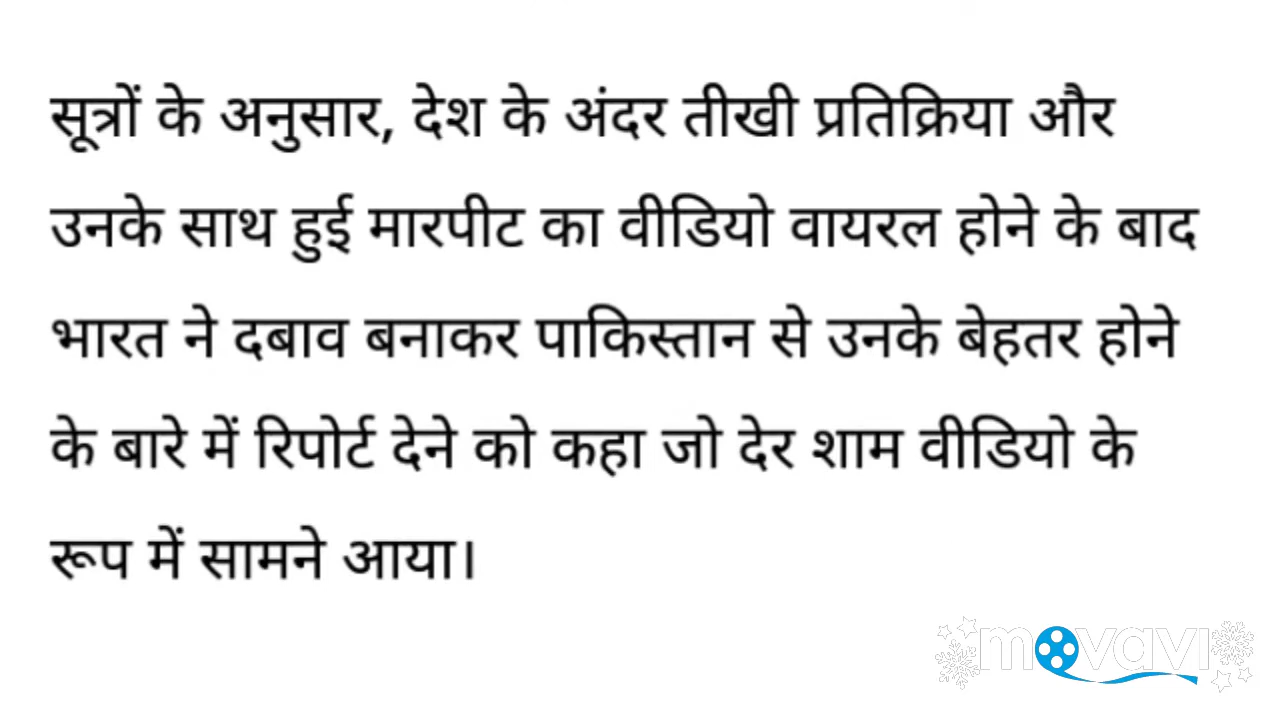 सूत्रों के अनुसार, देश के अंदर तीखी प्रतिक्रिया और
उनके साथ हुई मारपीट का वीडियो वायरल होने के बाद
भारत ने दबाव बनाकर पाकिस्तान से उनके बेहतर होने
के बारे में रिपोर्ट देने को कहा जो देर शाम वीडियो के
रूप में सामने आया।
movavi